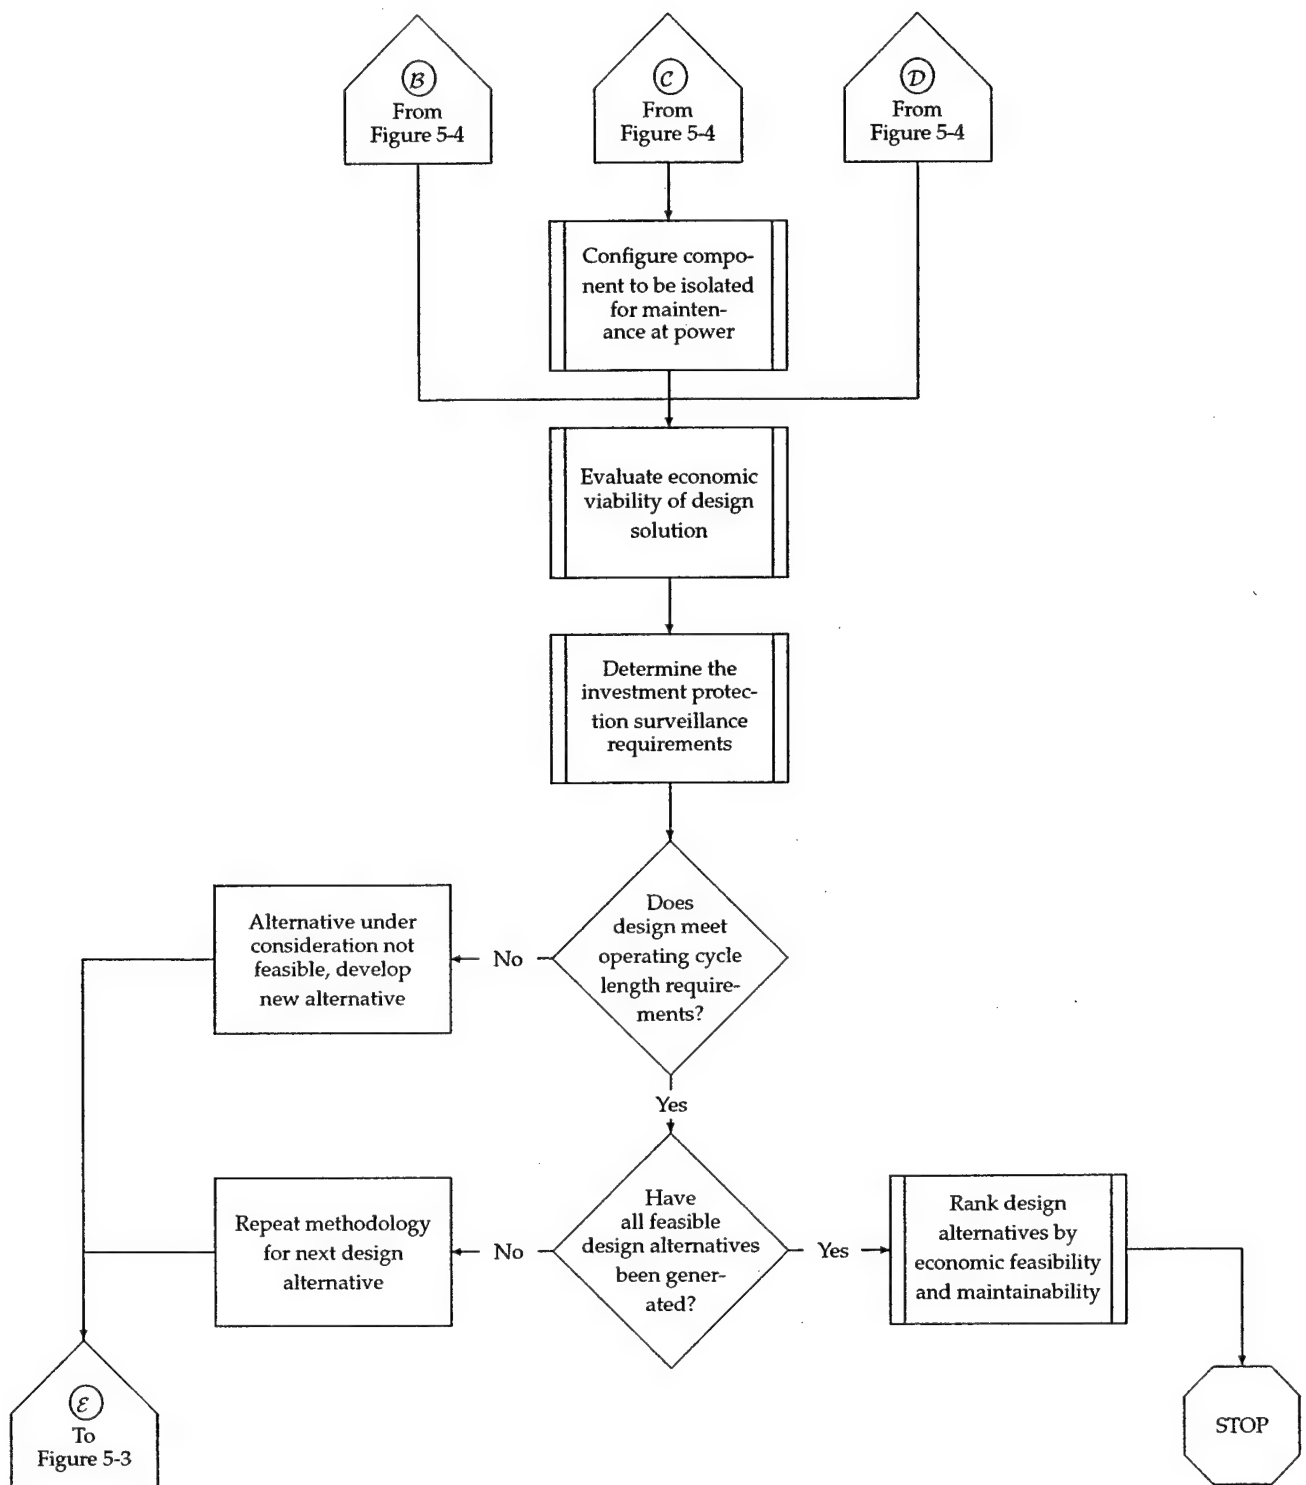 B
From
Figure 5-4
C
From
Figure 5-4
D
From
Figure 5-4
Configure compo-
nent to be isolated
for mainten-
ance at power
Evaluate economic
viability of design
solution
Determine the
investment protec-
tion surveillance
requirements
Does
design meet
operating cycle
length require-
ments?
No
Alternative under
consideration not
feasible, develop
new alternative
Yes
Have
all feasible
design alternatives
been gener-
ated?
No
Repeat methodology
for next design
alternative
Yes
Rank design
alternatives by
economic feasibility
and maintainability
E
To
Figure 5-3
STOP